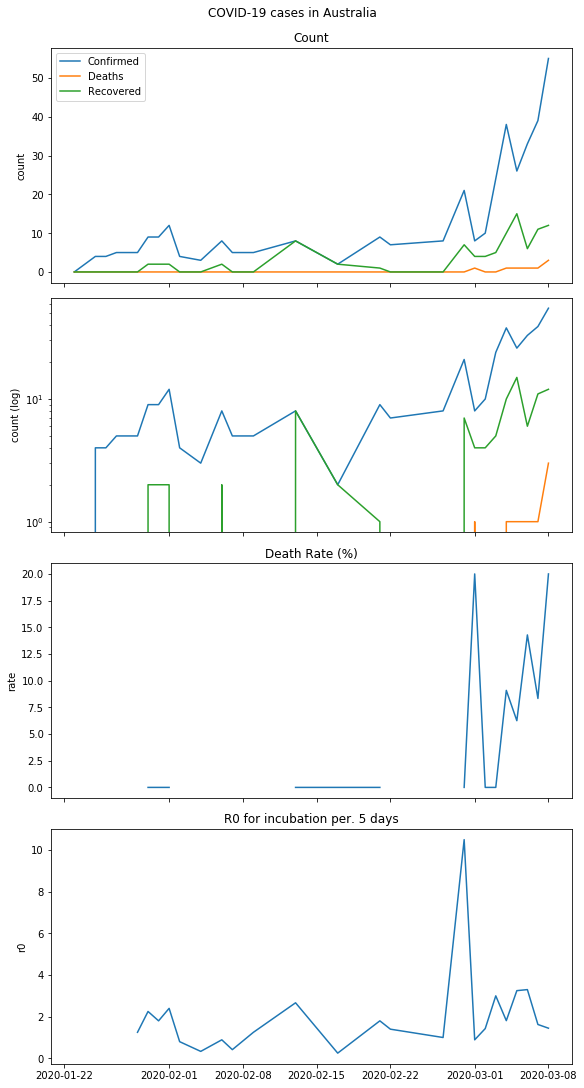 COVID-19 cases in Australia
Count
Confirmed
Deaths
Recovered
50
40
30
20
10
0
count
10¹
10⁰
count (log)
Death Rate (%)
20.0
17.5
15.0
12.5
10.0
7.5
5.0
2.5
0.0
rate
R0 for incubation per. 5 days
10
8
6
4
2
0
r0
2020-01-22 2020-02-01 2020-02-08 2020-02-15 2020-02-22 2020-03-01 2020-03-08